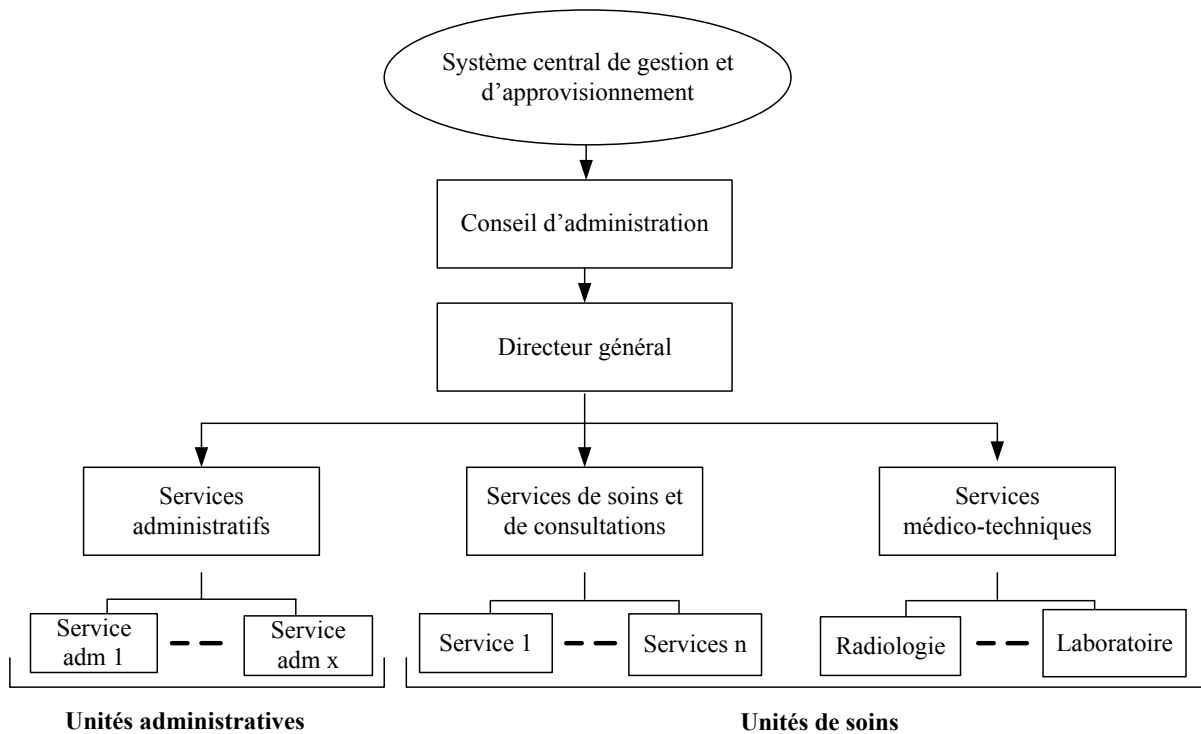 Système central de gestion et
d’approvisionnement
Conseil d’administration
Directeur général
Services
administratifs
Services de soins et
de consultations
Services
médico-techniques
Service
adm 1
Service
adm x
Service 1
Services n
Radiologie
Laboratoire
Unités administratives
Unités de soins